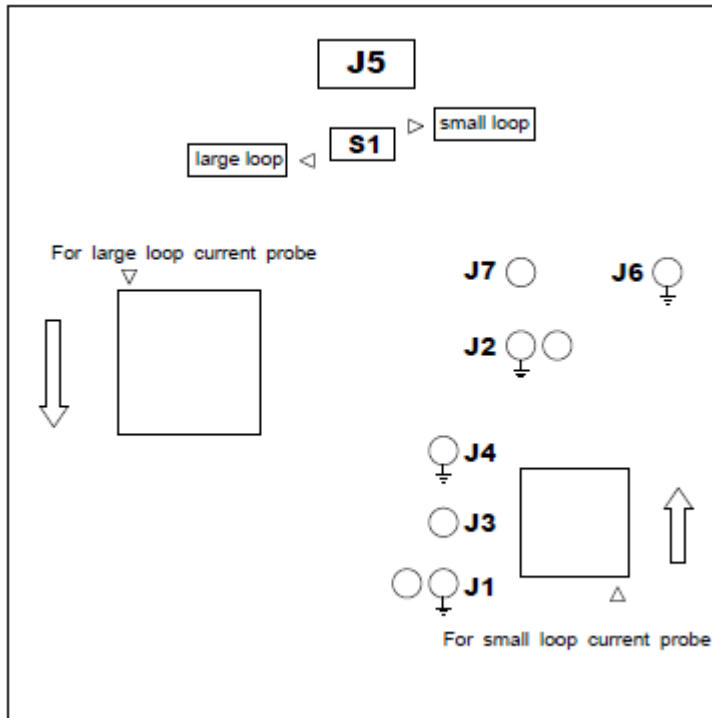 J5
small loop
S1
large loop
For large loop current probe
J7
J6
J2
J4
J3
J1
For small loop current probe